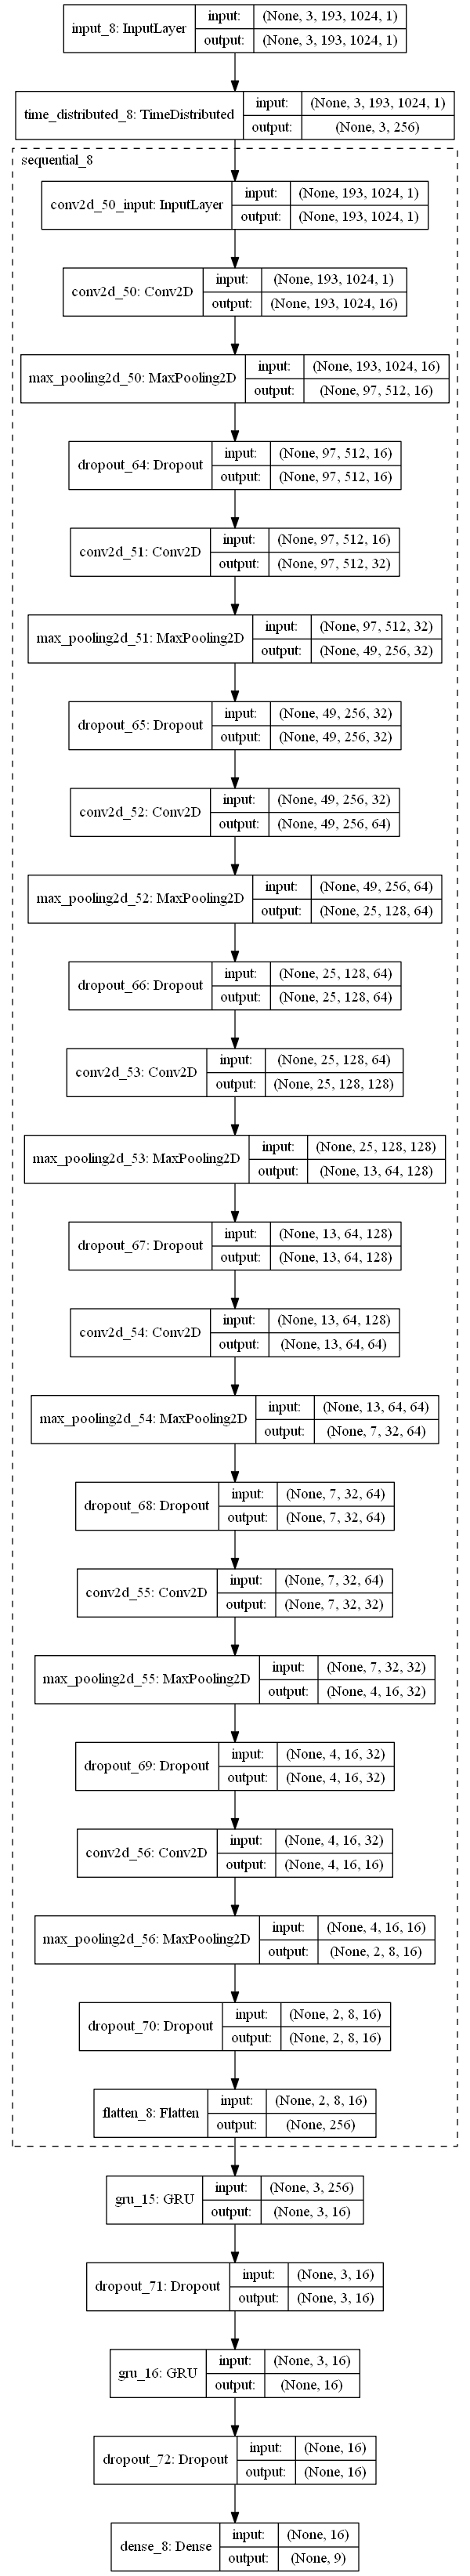 input_8: InputLayer
input: (None, 3, 193, 1024, 1)
output: (None, 3, 193, 1024, 1)
time_distributed_8: TimeDistributed
input: (None, 3, 193, 1024, 1)
output: (None, 3, 256)
sequential_8
conv2d_50_input: InputLayer
input: (None, 193, 1024, 1)
output: (None, 193, 1024, 1)
conv2d_50: Conv2D
input: (None, 193, 1024, 1)
output: (None, 193, 1024, 16)
max_pooling2d_50: MaxPooling2D
input: (None, 193, 1024, 16)
output: (None, 97, 512, 16)
dropout_64: Dropout
input: (None, 97, 512, 16)
output: (None, 97, 512, 16)
conv2d_51: Conv2D
input: (None, 97, 512, 16)
output: (None, 97, 512, 32)
max_pooling2d_51: MaxPooling2D
input: (None, 97, 512, 32)
output: (None, 49, 256, 32)
dropout_65: Dropout
input: (None, 49, 256, 32)
output: (None, 49, 256, 32)
conv2d_52: Conv2D
input: (None, 49, 256, 32)
output: (None, 49, 256, 64)
max_pooling2d_52: MaxPooling2D
input: (None, 49, 256, 64)
output: (None, 25, 128, 64)
dropout_66: Dropout
input: (None, 25, 128, 64)
output: (None, 25, 128, 64)
conv2d_53: Conv2D
input: (None, 25, 128, 64)
output: (None, 25, 128, 128)
max_pooling2d_53: MaxPooling2D
input: (None, 25, 128, 128)
output: (None, 13, 64, 128)
dropout_67: Dropout
input: (None, 13, 64, 128)
output: (None, 13, 64, 128)
conv2d_54: Conv2D
input: (None, 13, 64, 128)
output: (None, 13, 64, 64)
max_pooling2d_54: MaxPooling2D
input: (None, 13, 64, 64)
output: (None, 7, 32, 64)
dropout_68: Dropout
input: (None, 7, 32, 64)
output: (None, 7, 32, 64)
conv2d_55: Conv2D
input: (None, 7, 32, 64)
output: (None, 7, 32, 32)
max_pooling2d_55: MaxPooling2D
input: (None, 7, 32, 32)
output: (None, 4, 16, 32)
dropout_69: Dropout
input: (None, 4, 16, 32)
output: (None, 4, 16, 32)
conv2d_56: Conv2D
input: (None, 4, 16, 32)
output: (None, 4, 16, 16)
max_pooling2d_56: MaxPooling2D
input: (None, 4, 16, 16)
output: (None, 2, 8, 16)
dropout_70: Dropout
input: (None, 2, 8, 16)
output: (None, 2, 8, 16)
flatten_8: Flatten
input: (None, 2, 8, 16)
output: (None, 256)
gru_15: GRU
input: (None, 3, 256)
output: (None, 3, 16)
dropout_71: Dropout
input: (None, 3, 16)
output: (None, 3, 16)
gru_16: GRU
input: (None, 3, 16)
output: (None, 16)
dropout_72: Dropout
input: (None, 16)
output: (None, 16)
dense_8: Dense
input: (None, 16)
output: (None, 9)